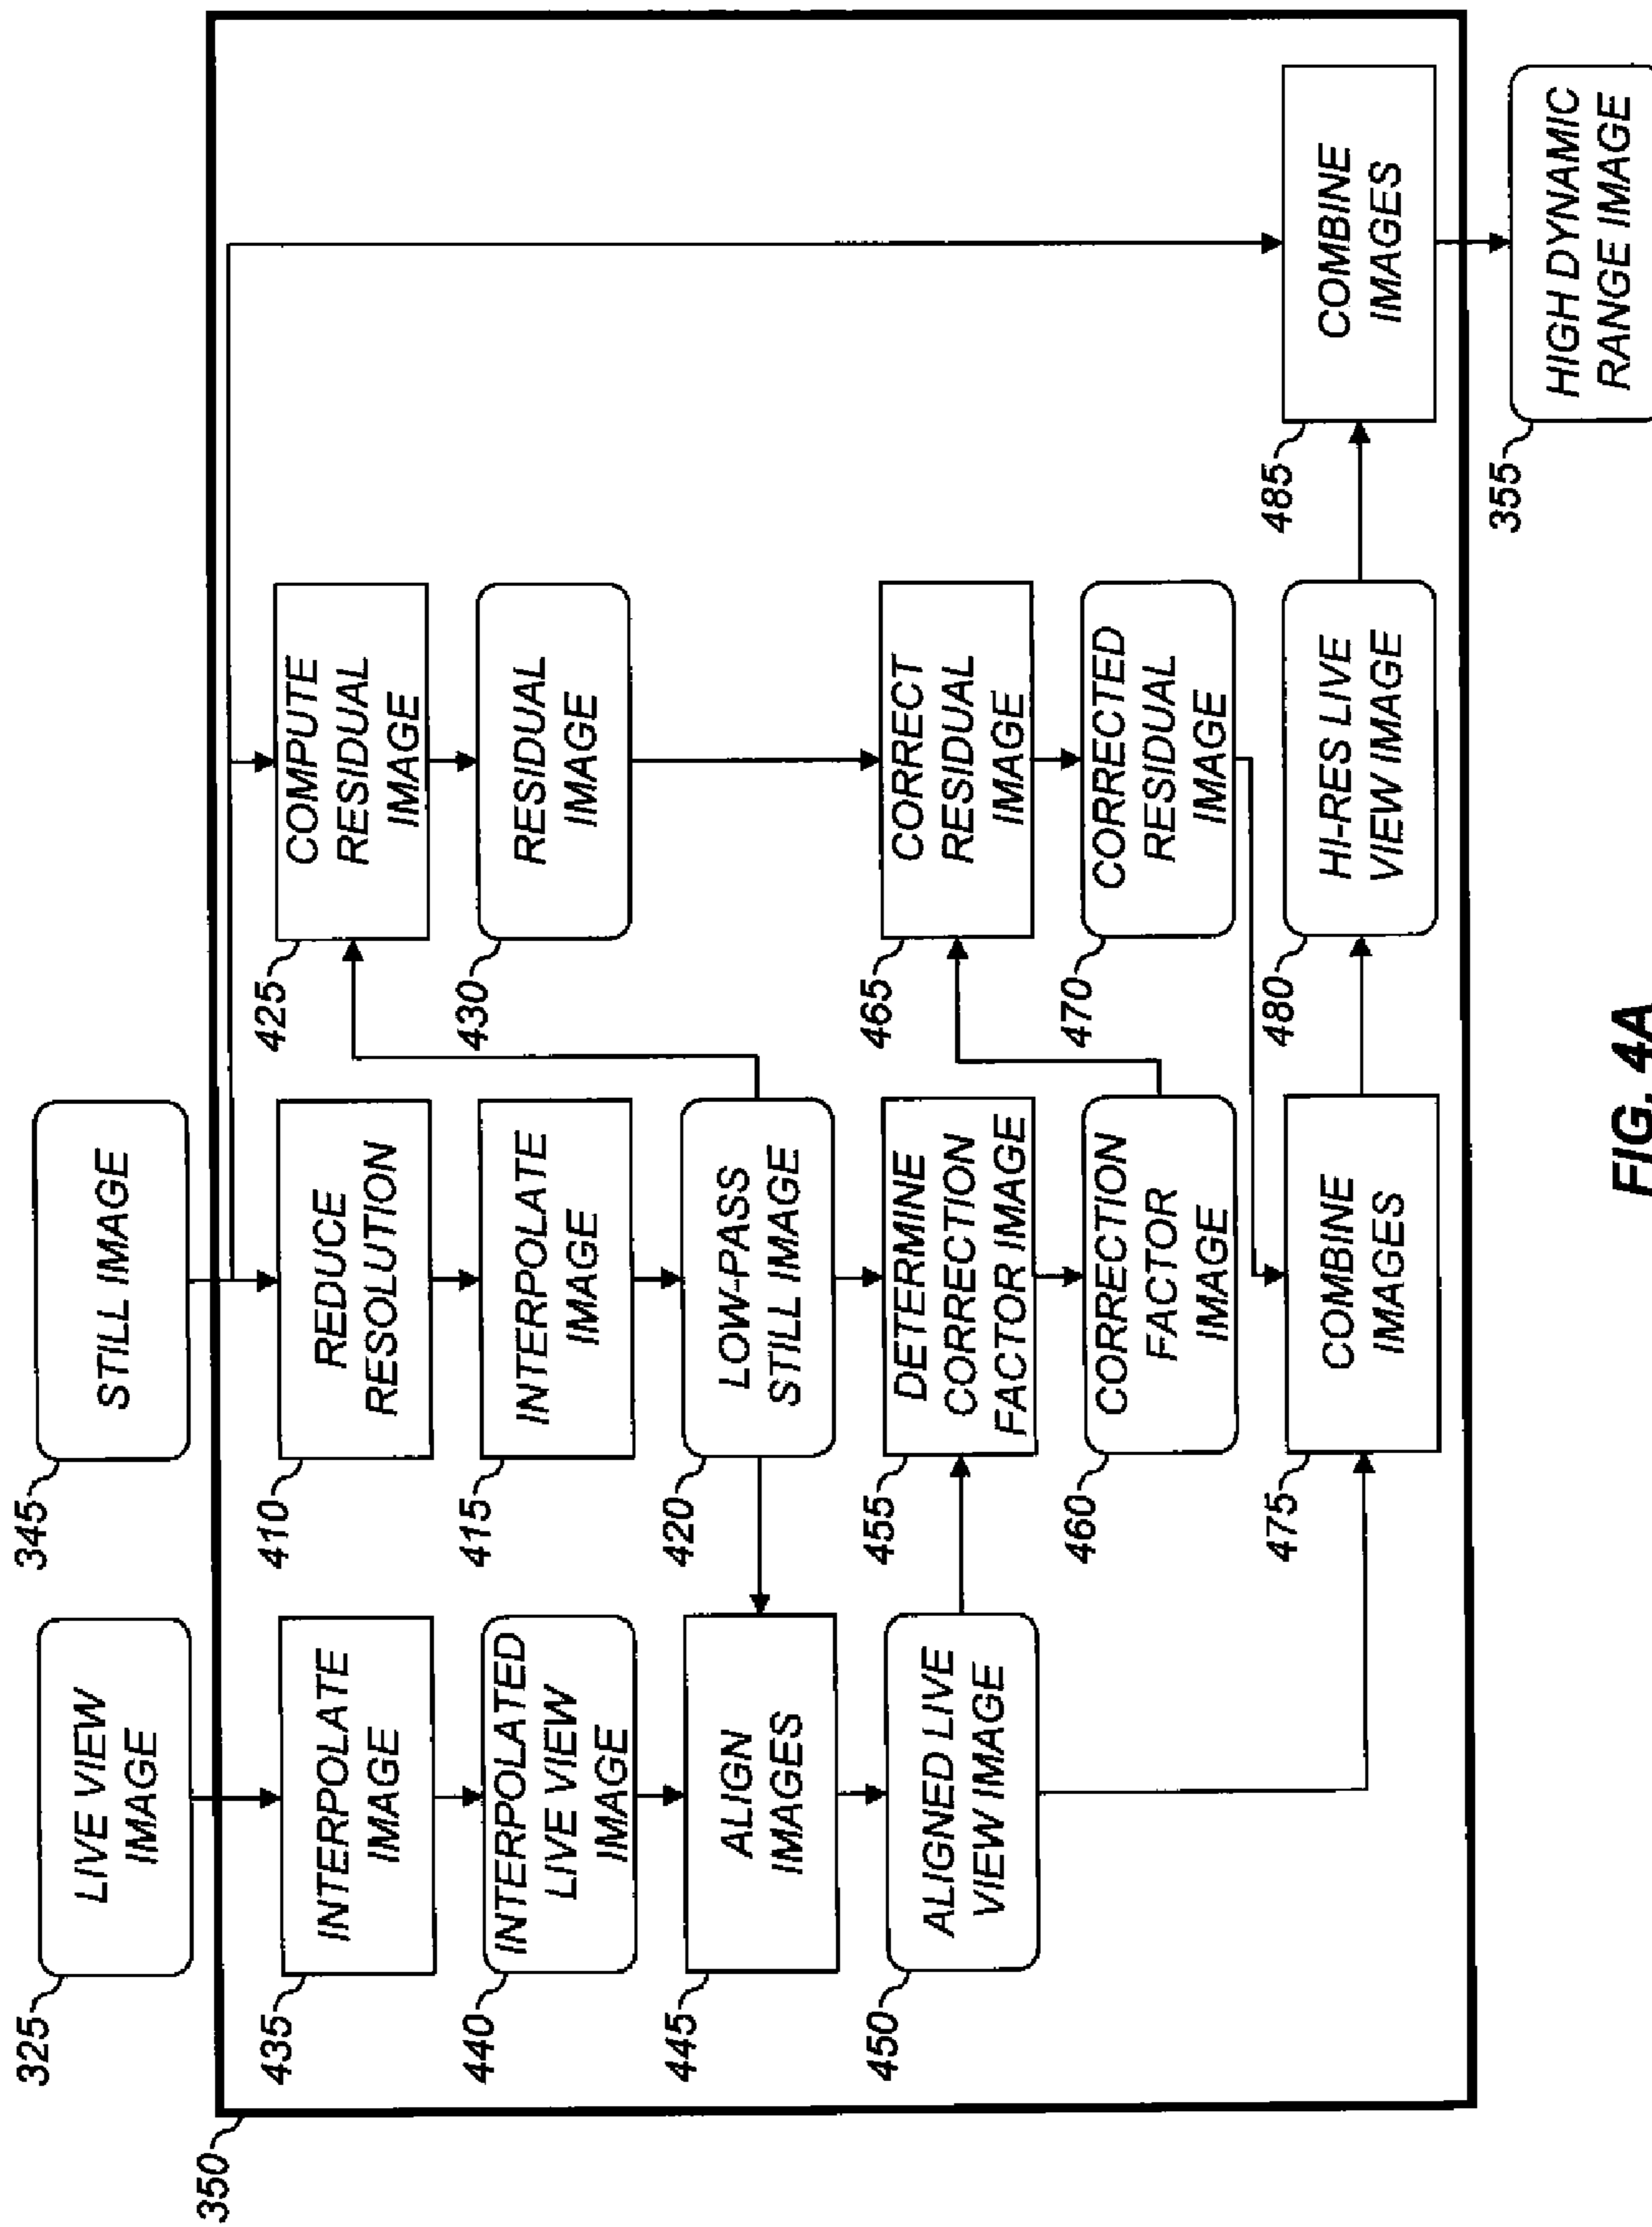 325
LIVE VIEW
IMAGE
345
STILL IMAGE
350
435
INTERPOLATE
IMAGE
410
REDUCE
RESOLUTION
425
COMPUTE
RESIDUAL
IMAGE
440
INTERPOLATED
LIVE VIEW
IMAGE
415
INTERPOLATE
IMAGE
430
RESIDUAL
IMAGE
445
ALIGN
IMAGES
420
LOW-PASS
STILL IMAGE
450
ALIGNED LIVE
VIEW IMAGE
455
DETERMINE
CORRECTION
FACTOR IMAGE
465
CORRECT
RESIDUAL
IMAGE
460
CORRECTION
FACTOR
IMAGE
470
CORRECTED
RESIDUAL
IMAGE
475
COMBINE
IMAGES
480
HI-RES LIVE
VIEW IMAGE
485
COMBINE
IMAGES
355
HIGH DYNAMIC
RANGE IMAGE
FIG. 4A